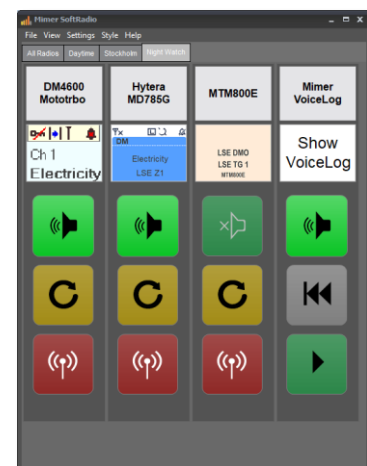 Mimer SoftRadio
File View Settings Style Help
All Radios Daytime Stockholm Night Watch
DM4600
Mototrbo
Hytera
MD785G
MTM800E
Mimer
VoiceLog
Ch 1
Electricity
Tx
DM
Electricity
LSE Z1
LSE DMO
LSE TG 1
MTM800E
Show
VoiceLog